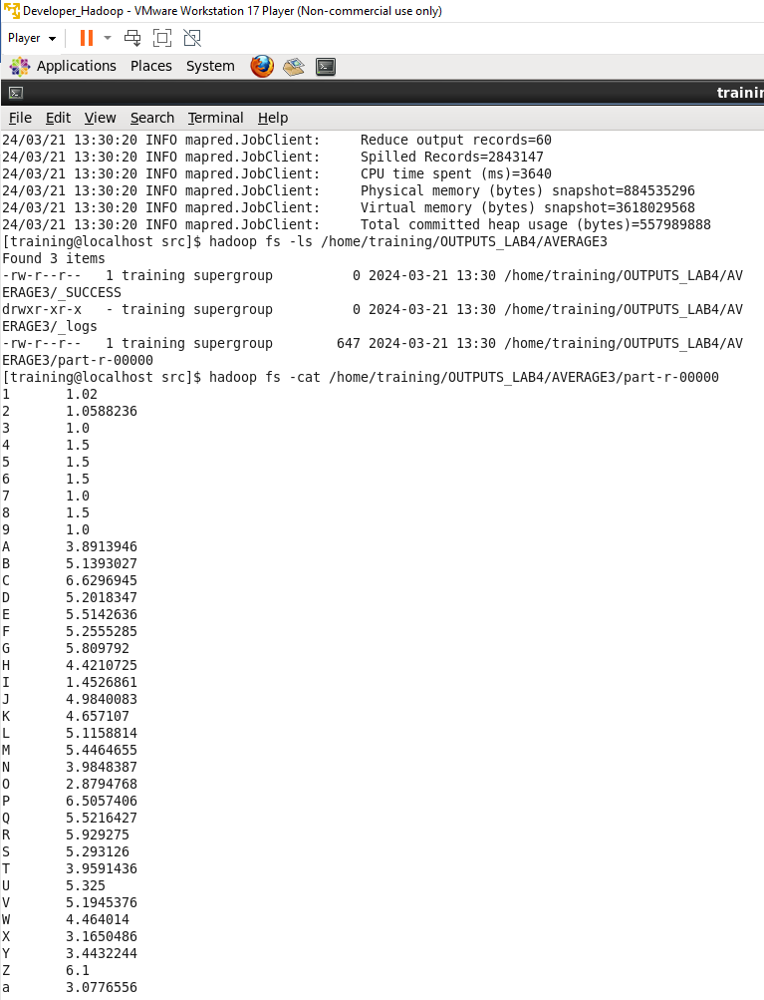 Developer_Hadoop - VMware Workstation 17 Player (Non-commercial use only)
Player
Applications Places System
trainin
File Edit View Search Terminal Help
24/03/21 13:30:20 INFO mapred.JobClient:     Reduce output records=60
24/03/21 13:30:20 INFO mapred.JobClient:     Spilled Records=2843147
24/03/21 13:30:20 INFO mapred.JobClient:     CPU time spent (ms)=3640
24/03/21 13:30:20 INFO mapred.JobClient:     Physical memory (bytes) snapshot=884535296
24/03/21 13:30:20 INFO mapred.JobClient:     Virtual memory (bytes) snapshot=3618029568
24/03/21 13:30:20 INFO mapred.JobClient:     Total committed heap usage (bytes)=557989888
[training@localhost src]$ hadoop fs -ls /home/training/OUTPUTS_LAB4/AVERAGE3
Found 3 items
-rw-r--r--   1 training supergroup          0 2024-03-21 13:30 /home/training/OUTPUTS_LAB4/AV
ERAGE3/_SUCCESS
drwxr-xr-x   - training supergroup          0 2024-03-21 13:30 /home/training/OUTPUTS_LAB4/AV
ERAGE3/_logs
-rw-r--r--   1 training supergroup        647 2024-03-21 13:30 /home/training/OUTPUTS_LAB4/AV
ERAGE3/part-r-00000
[training@localhost src]$ hadoop fs -cat /home/training/OUTPUTS_LAB4/AVERAGE3/part-r-00000
1       1.02
2       1.0588236
3       1.0
4       1.5
5       1.5
6       1.5
7       1.0
8       1.5
9       1.0
A       3.8913946
B       5.1393027
C       6.6296945
D       5.2018347
E       5.5142636
F       5.2555285
G       5.809792
H       4.4210725
I       1.4526861
J       4.9840083
K       4.657107
L       5.1158814
M       5.4464655
N       3.9848387
O       2.8794768
P       6.5057406
Q       5.5216427
R       5.929275
S       5.293126
T       3.9591436
U       5.325
V       5.1945376
W       4.464014
X       3.1650486
Y       3.4432244
Z       6.1
a       3.0776556